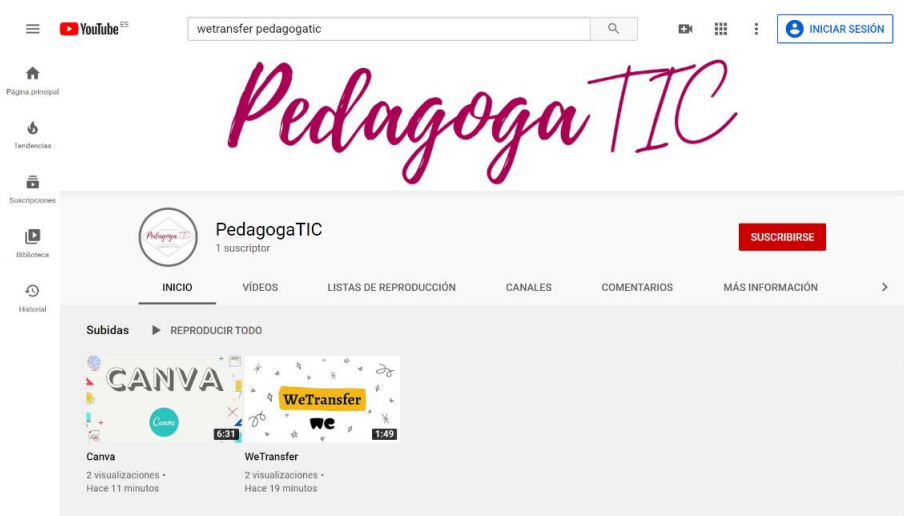 YouTube ES
wetransfer pedagogatic
INICIAR SESIÓN
Página principal
Tendencias
Suscripciones
Biblioteca
Historial
PedagogaTIC
PedagogaTIC
PedagogaTIC
1 suscriptor
SUSCRIBIRSE
INICIO VÍDEOS LISTAS DE REPRODUCCIÓN CANALES COMENTARIOS MÁS INFORMACIÓN
Subidas REPRODUCIR TODO
CANVA
Canva
6:31
WeTransfer
we
1:49
Canva
2 visualizaciones •
Hace 11 minutos
WeTransfer
2 visualizaciones •
Hace 19 minutos